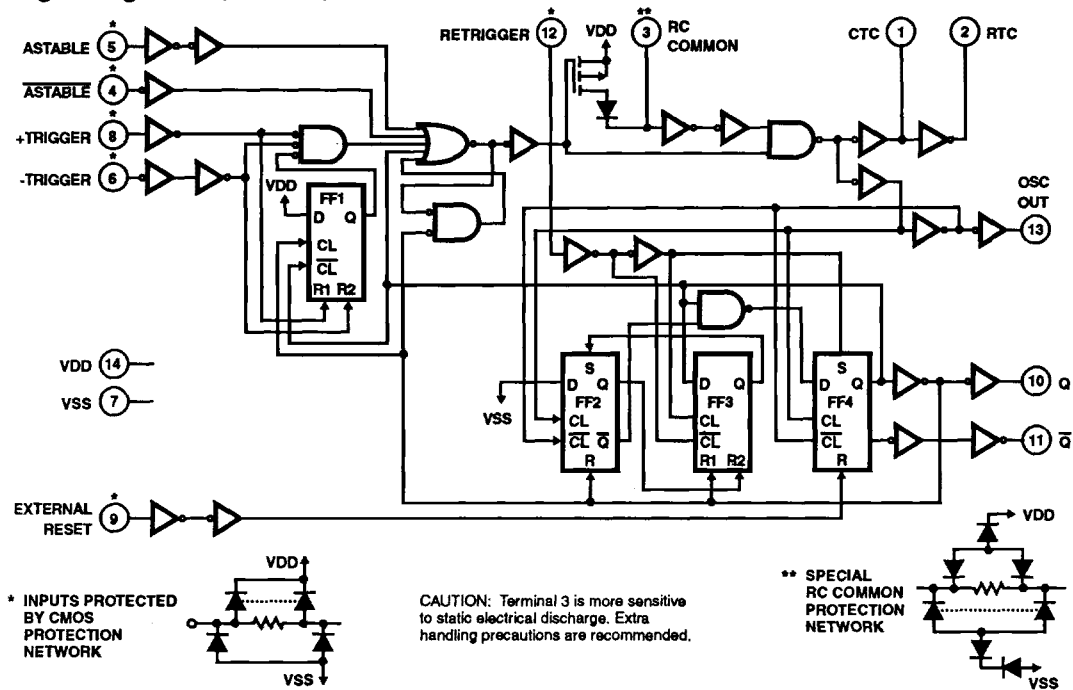 *
ASTABLE 5
*
ASTABLE 4
*
+TRIGGER 8
*
-TRIGGER 6
*
RETRIGGER 12
VDD
**
3 RC
COMMON
CTC 1
2 RTC
VDD
FF1
D Q
CL
CL
R1 R2
OSC
OUT
13
VDD 14
VSS 7
VSS
S
D Q
FF2
CL
CL Q
R
D Q
FF3
CL
CL
R1 R2
S
D
FF4
Q
CL
CL
R
10 Q
11 Q
*
EXTERNAL
RESET 9
* INPUTS PROTECTED
BY CMOS
PROTECTION
NETWORK
VDD
VSS
CAUTION: Terminal 3 is more sensitive
to static electrical discharge. Extra
handling precautions are recommended.
** SPECIAL
RC COMMON
PROTECTION
NETWORK
VDD
VSS